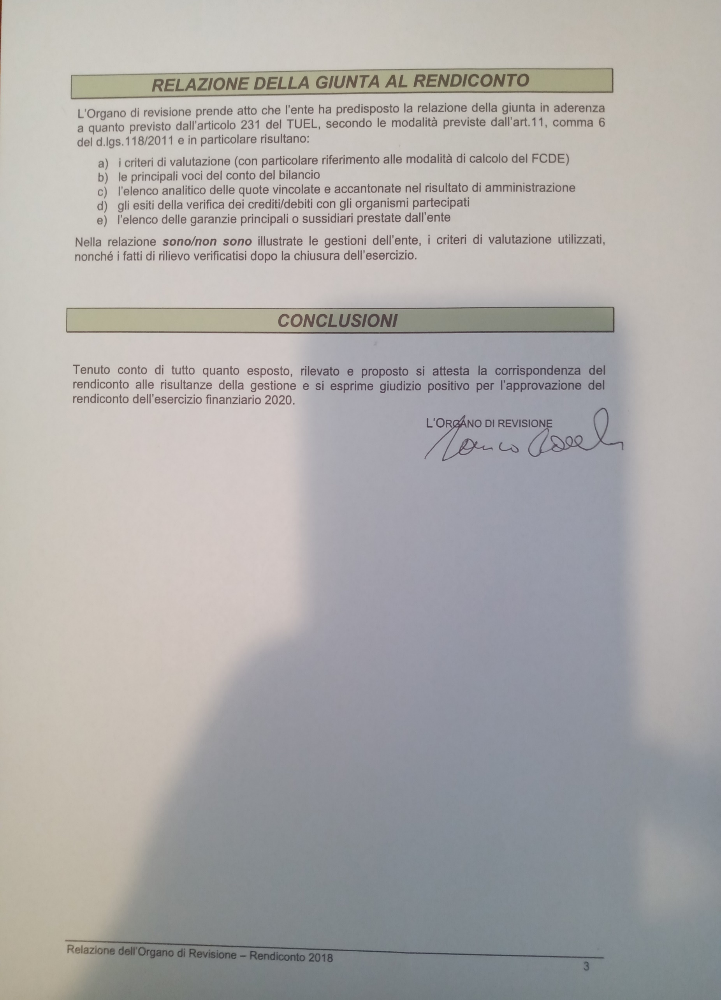 RELAZIONE DELLA GIUNTA AL RENDICONTO
L'Organo di revisione prende atto che l'ente ha predisposto la relazione della giunta in aderenza
a quanto previsto dall'articolo 231 del TUEL, secondo le modalità previste dall'art.11, comma 6
del d.lgs.118/2011 e in particolare risultano:
a) i criteri di valutazione (con particolare riferimento alle modalità di calcolo del FCDE)
b) le principali voci del conto del bilancio
c) l'elenco analitico delle quote vincolate e accantonate nel risultato di amministrazione
d) gli esiti della verifica dei crediti/debiti con gli organismi partecipati
e) l'elenco delle garanzie principali o sussidiari prestate dall'ente
Nella relazione sono/non sono illustrate le gestioni dell'ente, i criteri di valutazione utilizzati,
nonché i fatti di rilievo verificatisi dopo la chiusura dell'esercizio.
CONCLUSIONI
Tenuto conto di tutto quanto esposto, rilevato e proposto si attesta la corrispondenza del
rendiconto alle risultanze della gestione e si esprime giudizio positivo per l'approvazione del
rendiconto dell'esercizio finanziario 2020.
L'ORGANO DI REVISIONE
Relazione dell'Organo di Revisione – Rendiconto 2018
3